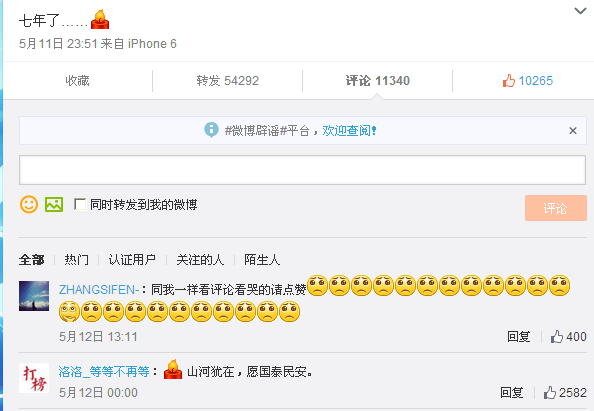 七年了……
5月11日 23:51 来自 iPhone 6
收藏 转发 54292 评论 11340 10265
#微博辟谣#平台，欢迎查阅! ×
同时转发到我的微博 评论
全部 热门 认证用户 关注的人 陌生人
ZHANGSIFEN-：同我一样看评论看哭的请点赞
5月12日 13:11 回复 400
打榜
洛洛_等等不再等： 山河犹在，愿国泰民安。
5月12日 00:00 回复 2582